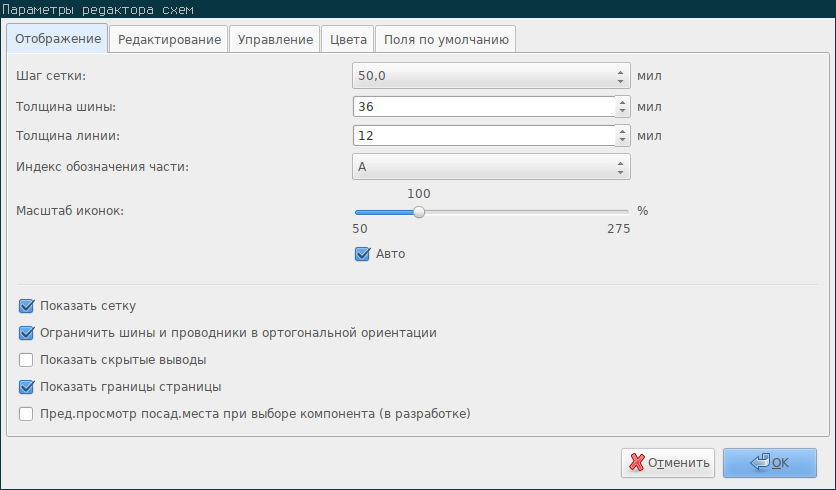 Параметры редактора схем
Отображение Редактирование Управление Цвета Поля по умолчанию
Шаг сетки: 50,0 мил
Толщина шины: 36 мил
Толщина линии: 12 мил
Индекс обозначения части: A
100
Масштаб иконок: %
50 275
Авто
Показать сетку
Ограничить шины и проводники в ортогональной ориентации
Показать скрытые выводы
Показать границы страницы
Пред.просмотр посад.места при выборе компонента (в разработке)
Отменить OK